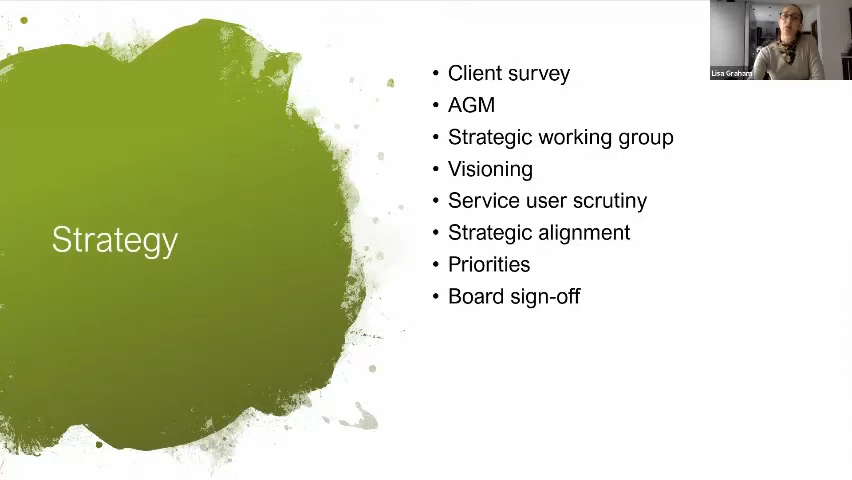 Strategy
• Client survey
• AGM
• Strategic working group
• Visioning
• Service user scrutiny
• Strategic alignment
• Priorities
• Board sign-off
Lisa Graham